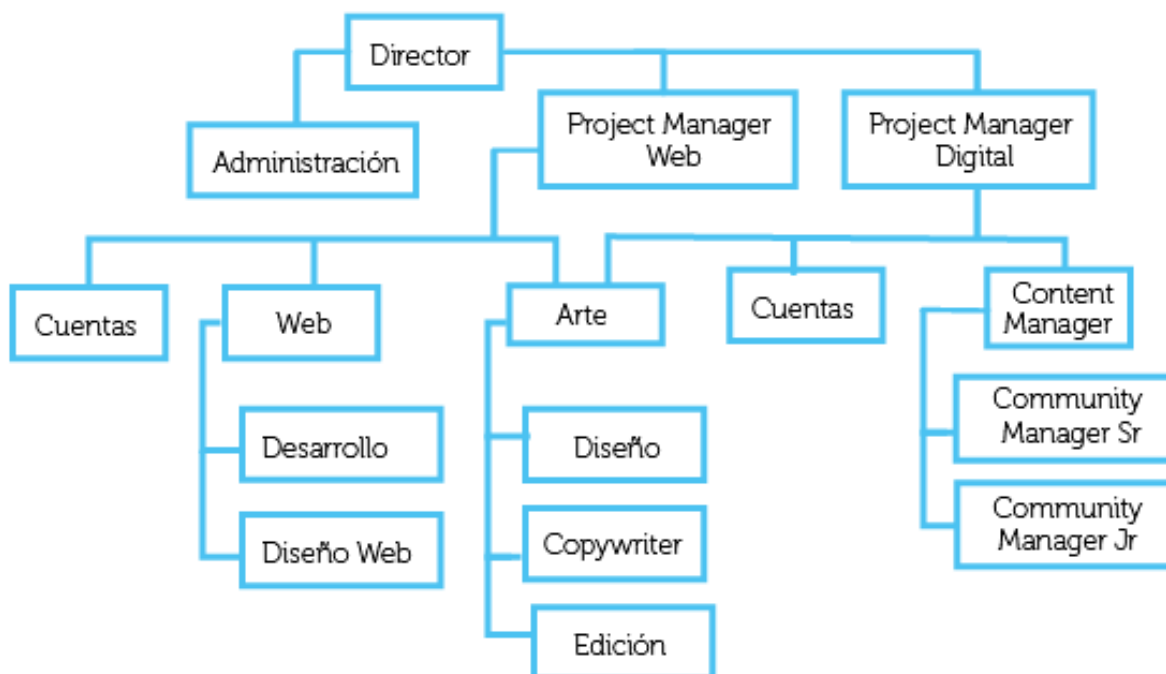 Director
Administración
Project Manager
Web
Project Manager
Digital
Cuentas
Web
Arte
Cuentas
Content
Manager
Desarrollo
Diseño Web
Diseño
Copywriter
Edición
Community
Manager Sr
Community
Manager Jr